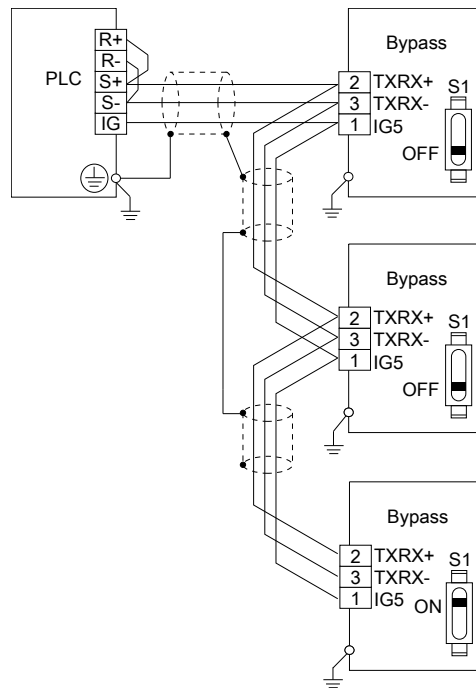 PLC
R+
R-
S+
S-
IG
Bypass
2 TXRX+
3 TXRX-
1 IG5
S1
OFF
Bypass
2 TXRX+
3 TXRX-
1 IG5
S1
OFF
Bypass
2 TXRX+
3 TXRX-
1 IG5
S1
ON